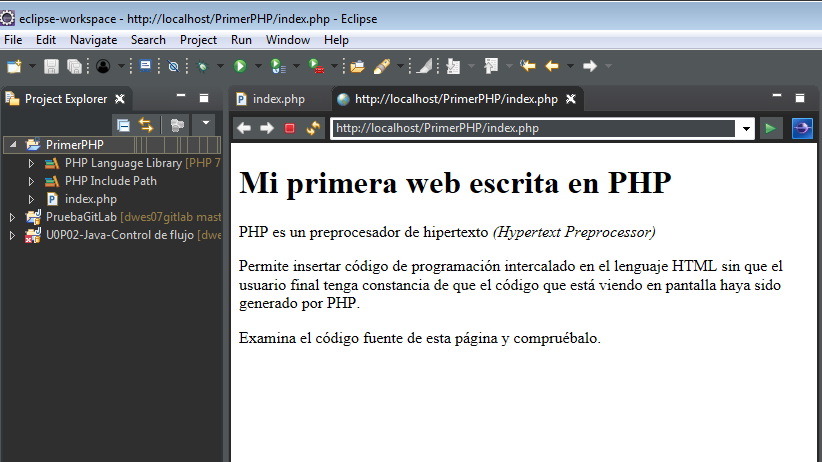 eclipse-workspace - http://localhost/PrimerPHP/index.php - Eclipse
File Edit Navigate Search Project Run Window Help
Project Explorer
index.php
http://localhost/PrimerPHP/index.php
http://localhost/PrimerPHP/index.php
PrimerPHP
PHP Language Library [PHP 7
PHP Include Path
index.php
PruebaGitLab [dwes07gitlab mast
U0P02-Java-Control de flujo [dwe
Mi primera web escrita en PHP
PHP es un preprocesador de hipertexto (Hypertext Preprocessor)
Permite insertar código de programación intercalado en el lenguaje HTML sin que el
usuario final tenga constancia de que el código que está viendo en pantalla haya sido
generado por PHP.
Examina el código fuente de esta página y compruébalo.